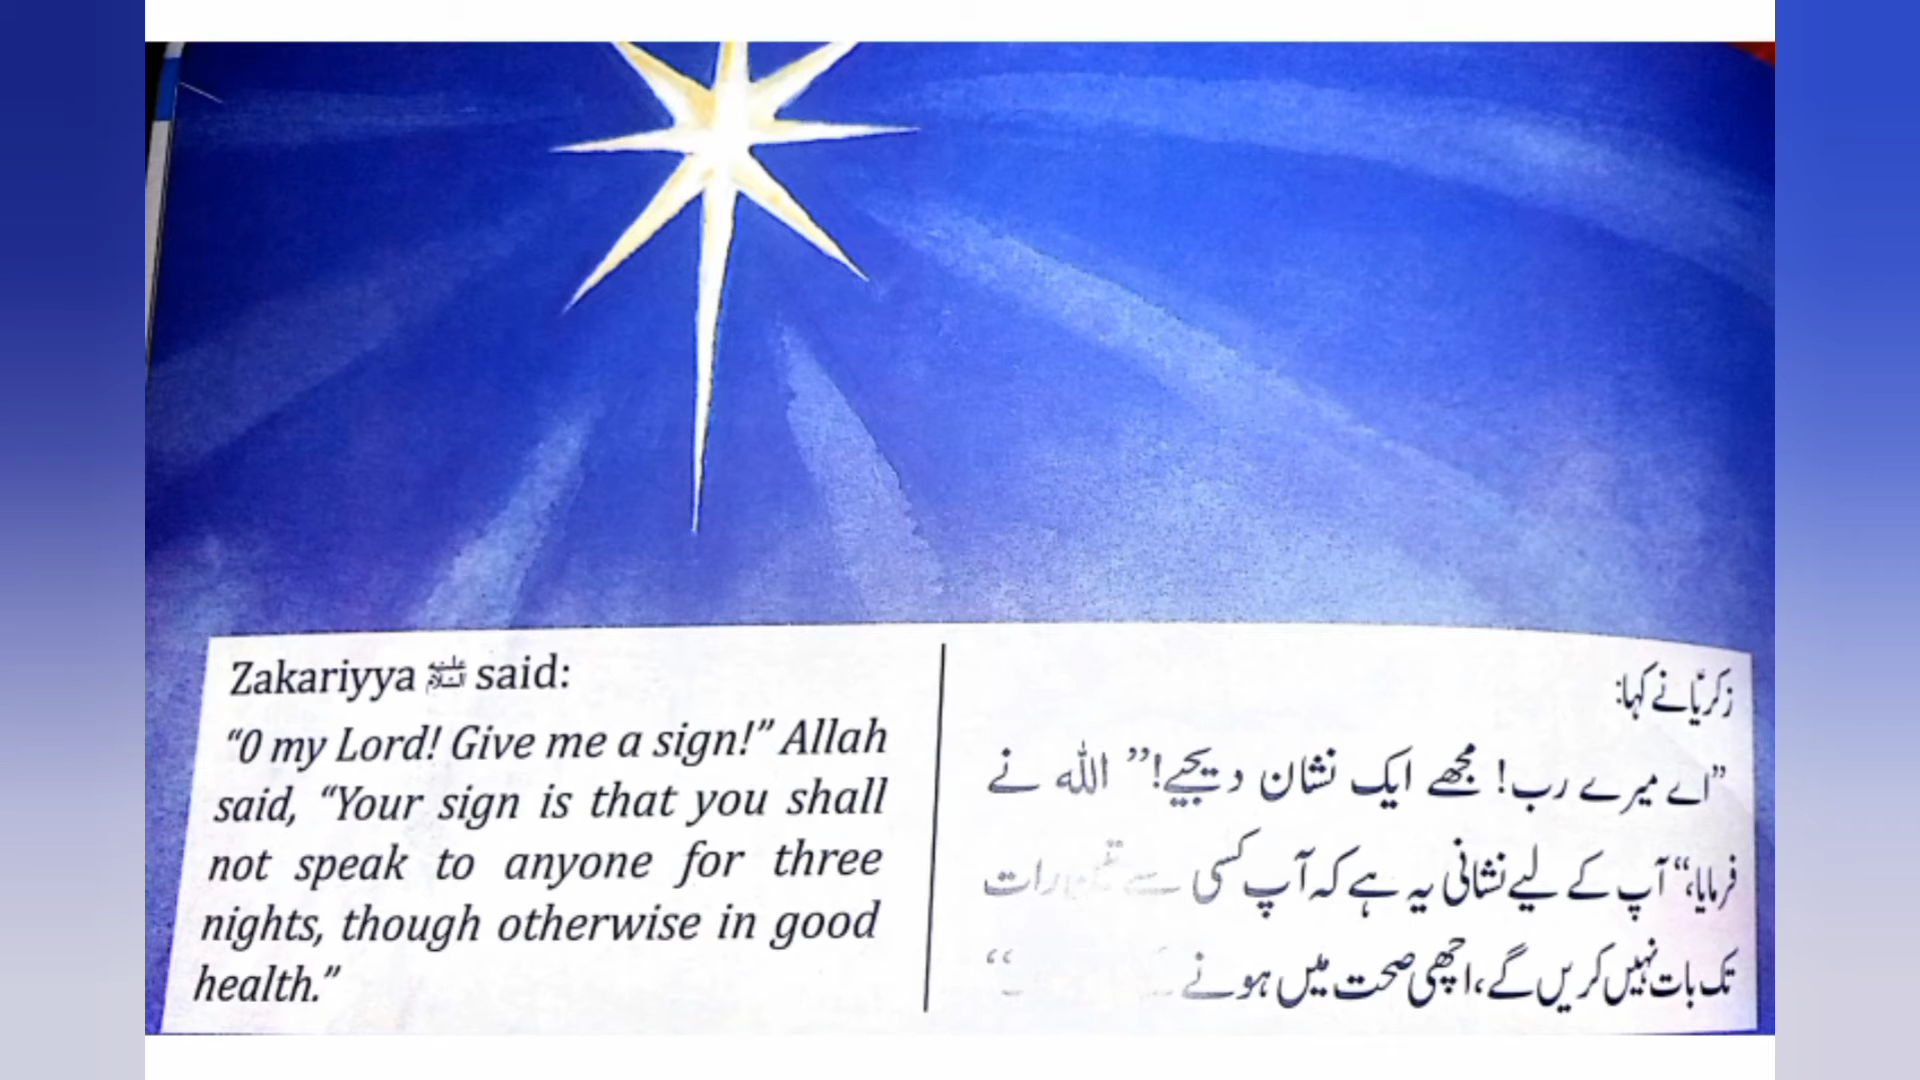 Zakariyya عليه السلام said:
“O my Lord! Give me a sign!” Allah
said, “Your sign is that you shall
not speak to anyone for three
nights, though otherwise in good
health.”
زکریاؑ نے کہا:
”اے میرے رب! مجھے ایک نشان دیجیے!“ اللہ نے
فرمایا، “آپ کے لیے نشانی یہ ہے کہ آپ کسی سے تین رات
تک بات نہیں کریں گے، اچھی صحت میں ہونے